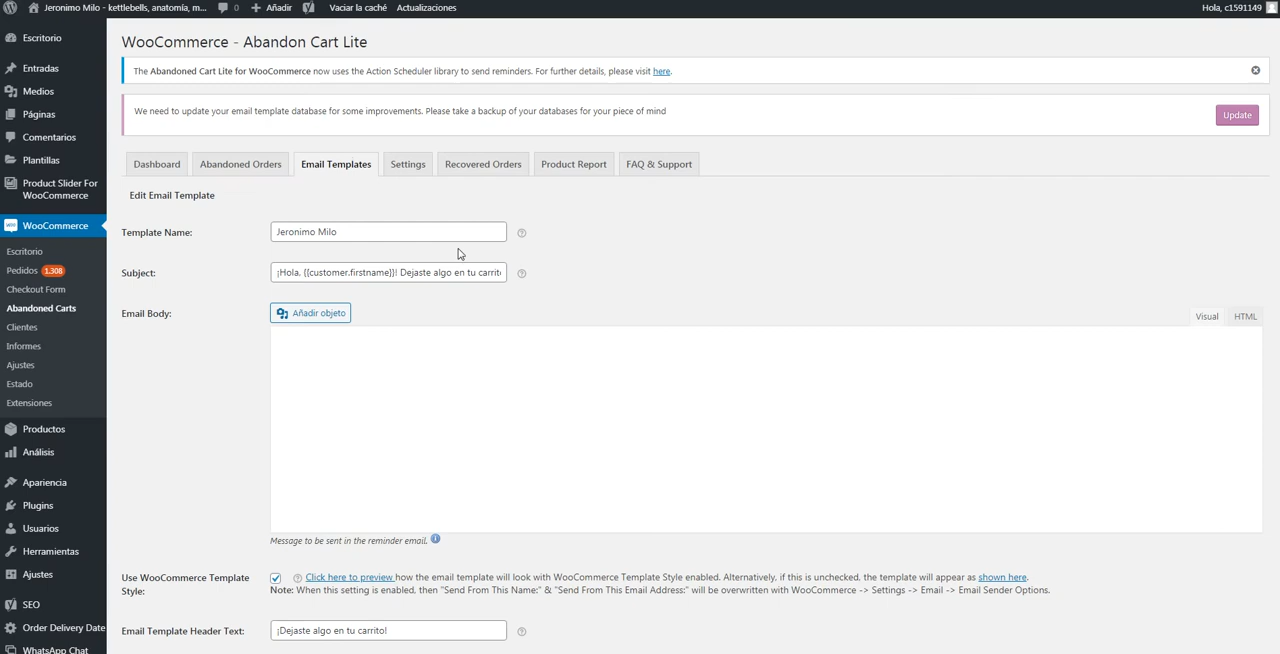 Jeronimo Milo - kettlebells, anatomía, m... 0 Añadir Vaciar la caché Actualizaciones Hola, c1591149
Escritorio
Entradas
Medios
Páginas
Comentarios
Plantillas
Product Slider For
WooCommerce
WooCommerce
Escritorio
Pedidos 1.308
Checkout Form
Abandoned Carts
Clientes
Informes
Ajustes
Estado
Extensiones
Productos
Análisis
Apariencia
Plugins
Usuarios
Herramientas
Ajustes
SEO
Order Delivery Date
WhatsApp Chat
WooCommerce - Abandon Cart Lite
The Abandoned Cart Lite for WooCommerce now uses the Action Scheduler library to send reminders. For further details, please visit here.
We need to update your email template database for some improvements. Please take a backup of your databases for your piece of mind
Update
Dashboard Abandoned Orders Email Templates Settings Recovered Orders Product Report FAQ & Support
Edit Email Template
Template Name: Jeronimo Milo
Subject: ¡Hola, {{customer.firstname}}! Dejaste algo en tu carrito
Email Body: Añadir objeto Visual HTML
Message to be sent in the reminder email.
Use WooCommerce Template
Style:
Click here to preview how the email template will look with WooCommerce Template Style enabled. Alternatively, if this is unchecked, the template will appear as shown here.
Note: When this setting is enabled, then "Send From This Name:" & "Send From This Email Address:" will be overwritten with WooCommerce -> Settings -> Email -> Email Sender Options.
Email Template Header Text: ¡Dejaste algo en tu carrito!